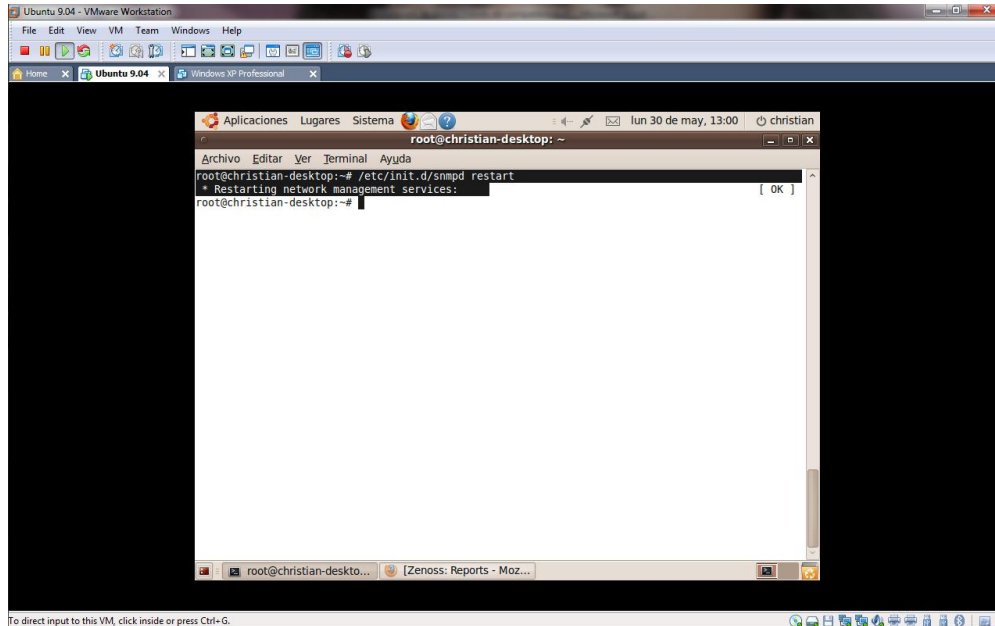 Ubuntu 9.04 - VMware Workstation
File Edit View VM Team Windows Help
Home Ubuntu 9.04 Windows XP Professional
Aplicaciones Lugares Sistema lun 30 de may, 13:00 christian
root@christian-desktop: ~
Archivo Editar Ver Terminal Ayuda
root@christian-desktop:~# /etc/init.d/snmpd restart
* Restarting network management services: [ OK ]
root@christian-desktop:~#
root@christian-deskto... [Zenoss: Reports - Moz...
To direct input to this VM, click inside or press Ctrl+G.